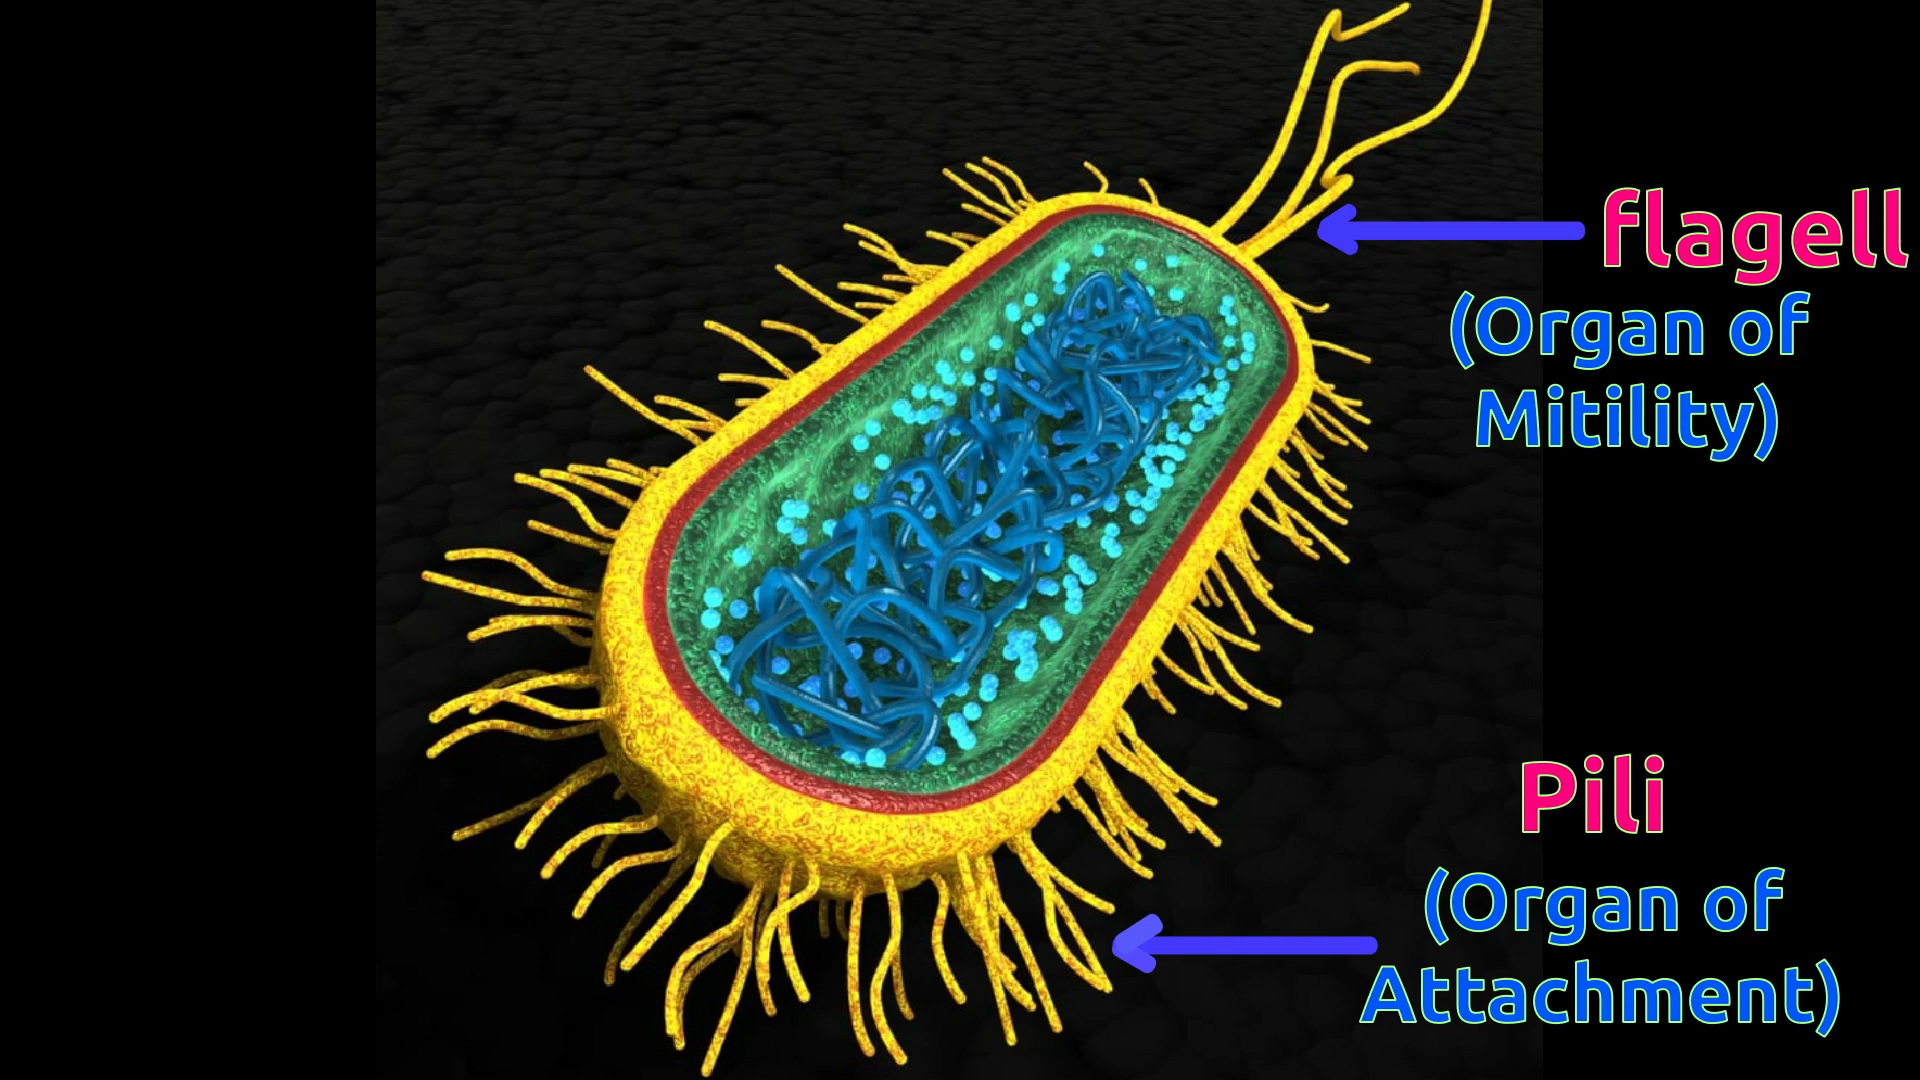 flagell
(Organ of
Mitility)
Pili
(Organ of
Attachment)